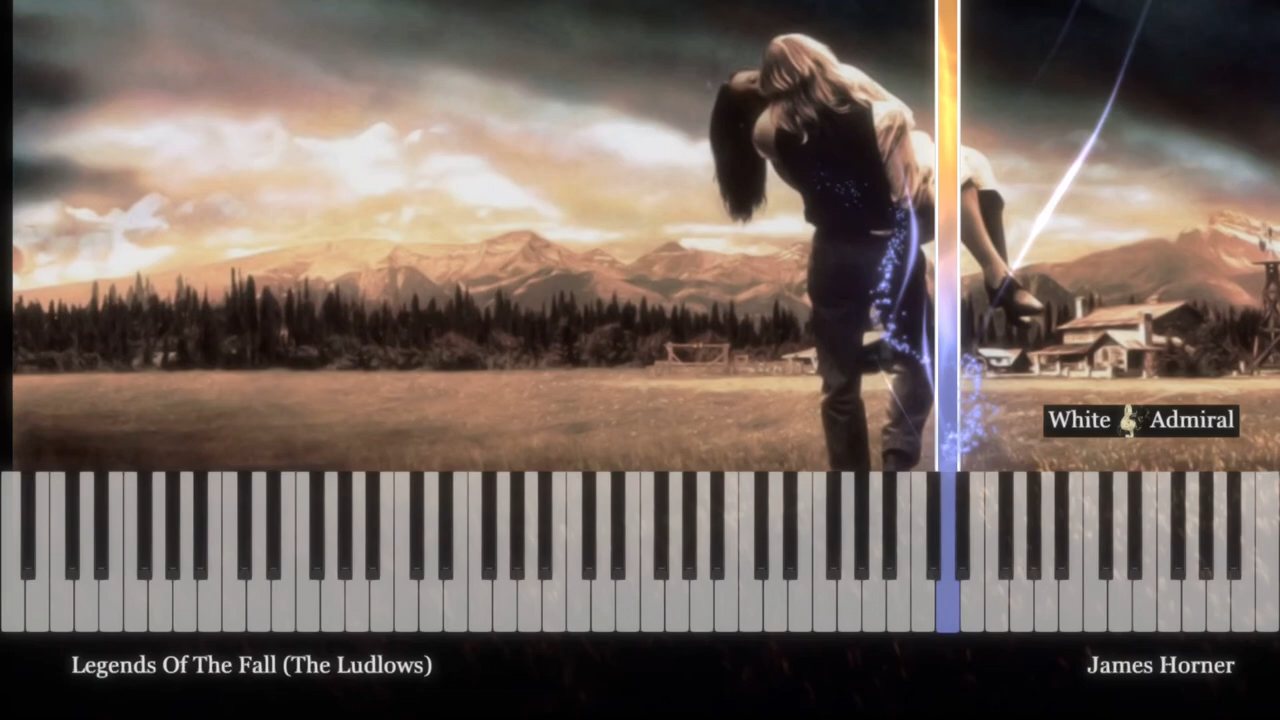 White Admiral
Legends Of The Fall (The Ludlows)
James Horner